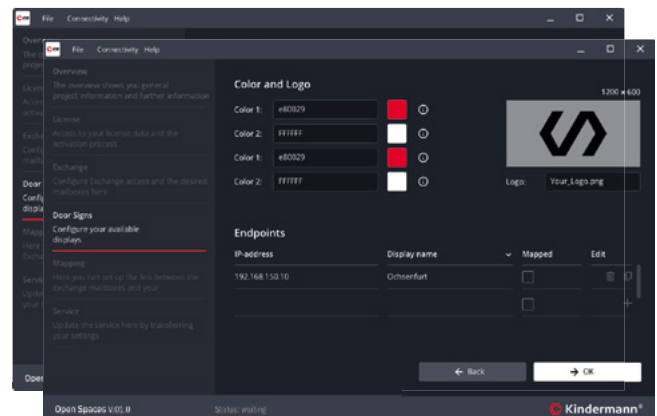 File Connectivity Help
File Connectivity Help
Overview
The overview shows you general
project information and further information
License
Access to your license data and the
activation process
Exchange
Configure Exchange access and the desired
mailboxes here
Door Signs
Configure your available
displays
Mapping
Here you can set up the link between the
Exchange mailboxes and your
Service
Update the service here by transferring
your settings
Color and Logo
1200 x 600
Color 1: e80029
Color 2: FFFFFF
Color 1: e80029
Color 2: FFFFFF
Logo: Your_Logo.png
Endpoints
IP-address Display name Mapped Edit
192.168.150.10 Ochsenfurt
← Back → OK
Open Spaces V.01.0 Status: waiting Kindermann®